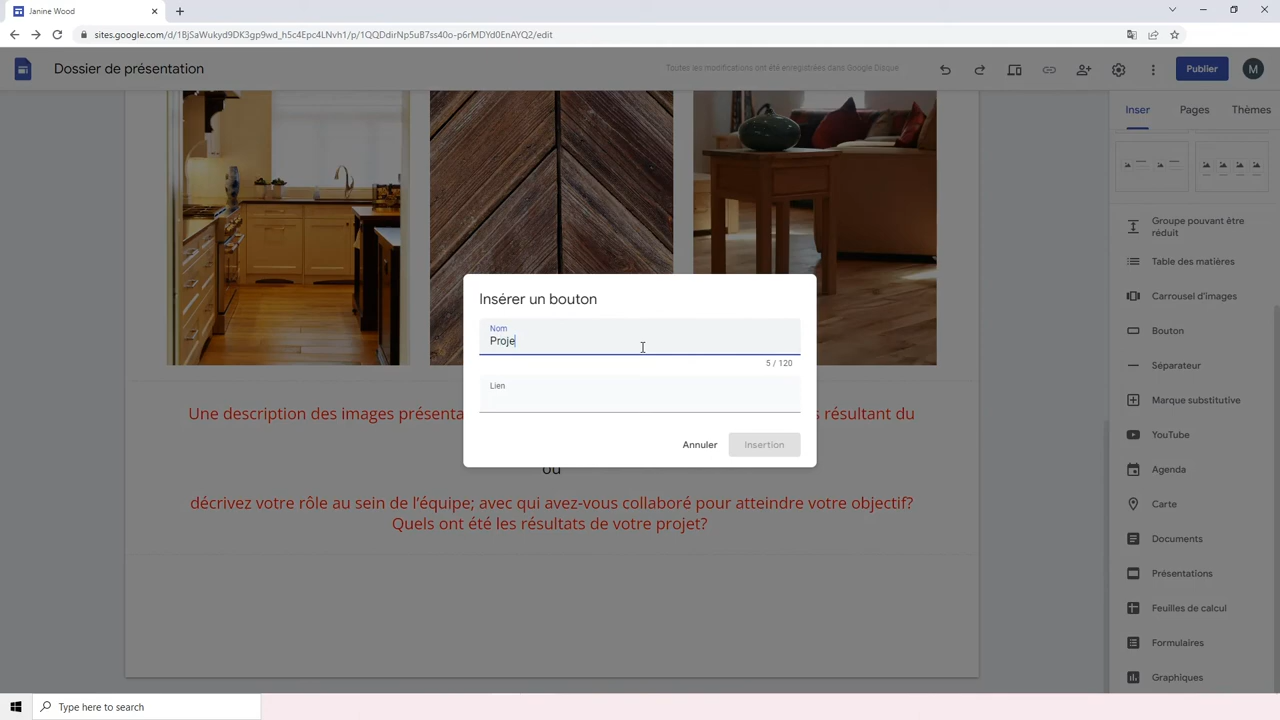 Janine Wood
sites.google.com/d/1BjSaWukyd9DK3gp9wd_h5c4Epc4LNvh1/p/1QQDdirNp5uB7ss40o-p6rMDYd0EnAYQ2/edit
Dossier de présentation
Toutes les modifications ont été enregistrées dans Google Disque
Publier
M
Inser
Pages
Thèmes
Groupe pouvant être
réduit
Table des matières
Carrousel d'images
Bouton
Séparateur
Marque substitutive
YouTube
Agenda
Carte
Documents
Présentations
Feuilles de calcul
Formulaires
Graphiques
Insérer un bouton
Nom
Proje
5 / 120
Lien
Annuler
Insertion
Une description des images présenta
s résultant du
ou
décrivez votre rôle au sein de l'équipe; avec qui avez-vous collaboré pour atteindre votre objectif?
Quels ont été les résultats de votre projet?
Type here to search